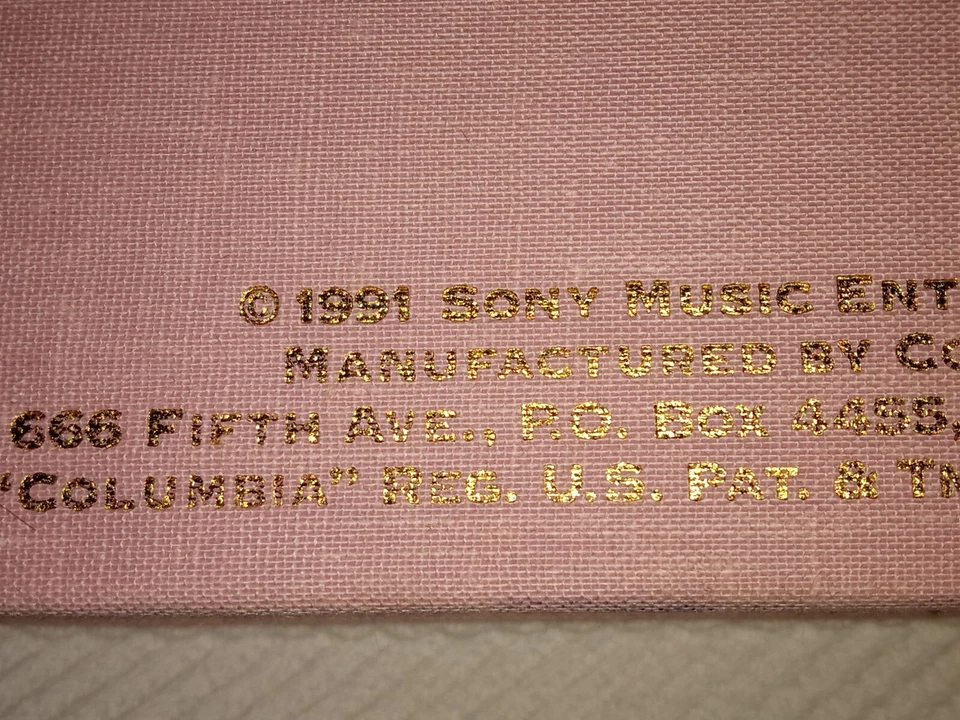 © 1991 SONY MUSIC ENT
MANUFACTURED BY CO
666 FIFTH AVE., P.O. BOX 4455,
"COLUMBIA" REG. U.S. PAT. & TM